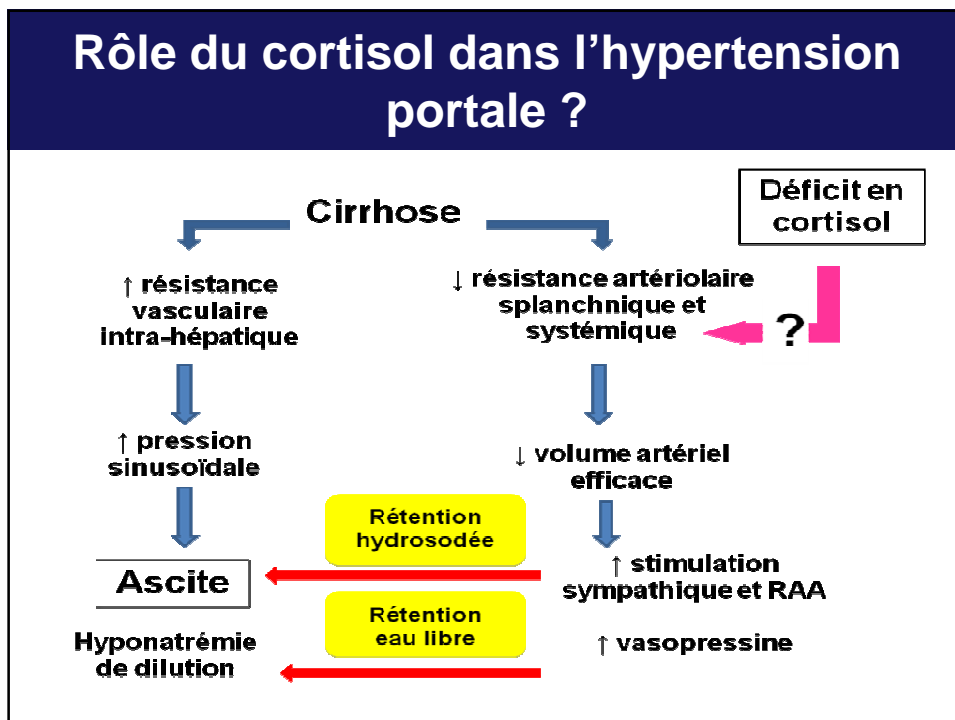 Rôle du cortisol dans l’hypertension
portale ?
Cirrhose
Déficit en
cortisol
↑ résistance
vasculaire
intra-hépatique
↓ résistance artériolaire
splanchnique et
systémique
?
↑ pression
sinusoïdale
↓ volume artériel
efficace
Rétention
hydrosodée
Ascite
↑ stimulation
sympathique et RAA
Rétention
eau libre
Hyponatrémie
de dilution
↑ vasopressine